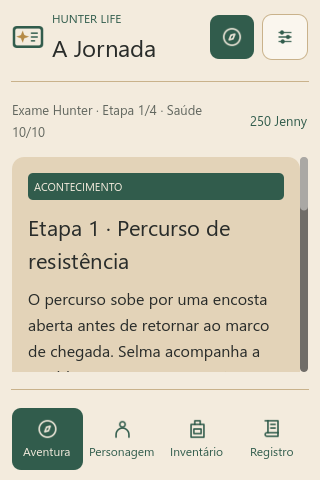 HUNTER LIFE
A Jornada
Exame Hunter · Etapa 1/4 · Saúde
10/10
250 Jenny
ACONTECIMENTO
Etapa 1 · Percurso de
resistência
O percurso sobe por uma encosta
aberta antes de retornar ao marco
de chegada. Selma acompanha a
Aventura
Personagem
Inventário
Registro